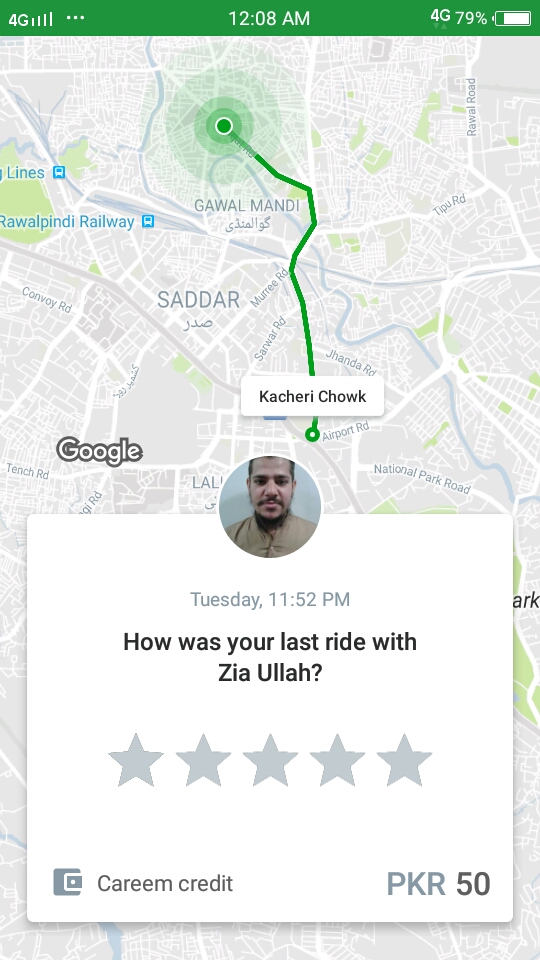 4G
12:08 AM
4G 79%
Rawal Road
g Lines
GAWAL MANDI
گوالمنڈی
Tipu Rd
Rawalpindi Railway
Convoy Rd
SADDAR
صدر
Murree Rd
Sarwar Rd
Jhanda Rd
Kacheri Chowk
Airport Rd
Google
Tench Rd
National Park Road
LAL
gi Rd
ark
Tuesday, 11:52 PM
How was your last ride with
Zia Ullah?
Careem credit
PKR 50